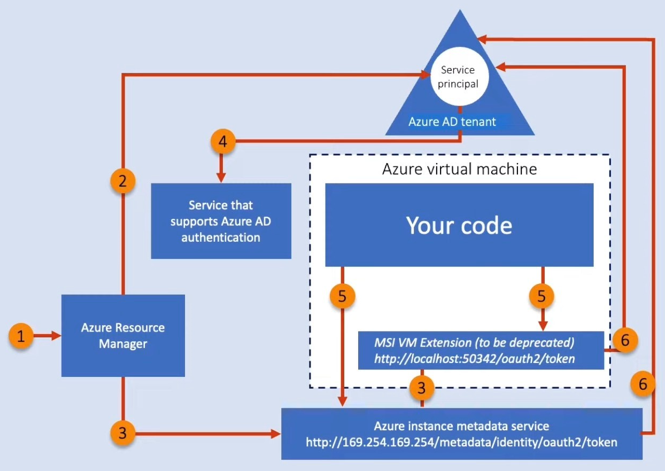 Service
principal
Azure AD tenant
4
2
Service that
supports Azure AD
authentication
Azure virtual machine
Your code
5
5
1
Azure Resource
Manager
MSI VM Extension (to be deprecated)
http://localhost:50342/oauth2/token
6
3
6
3
Azure instance metadata service
http://169.254.169.254/metadata/identity/oauth2/token